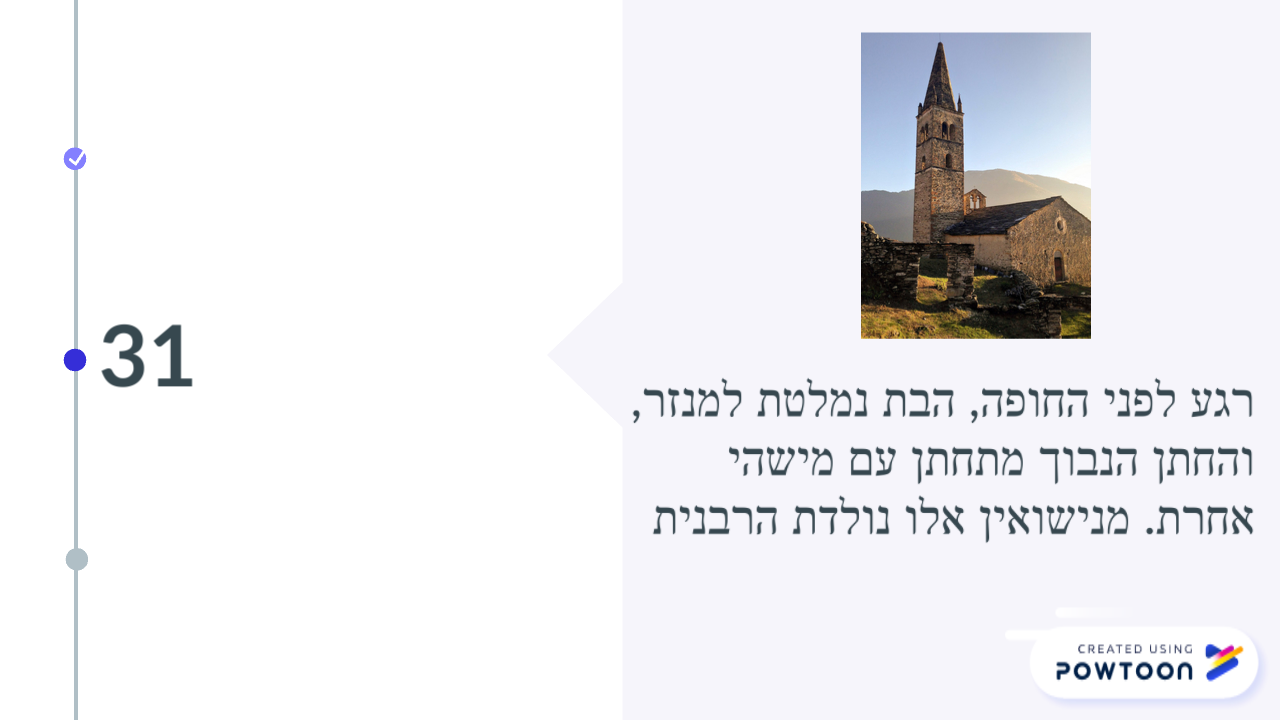 31
רגע לפני החופה, הבת נמלטת למנזר,
והחתן הנבוך מתחתן עם מישהי
אחרת. מנישואין אלו נולדת הרבנית
CREATED USING
POWTOON